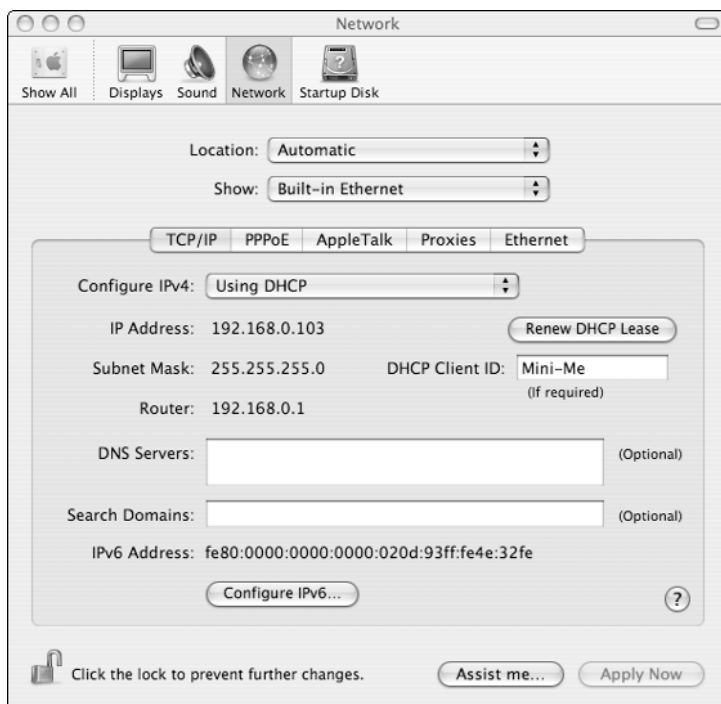 Network
Show All Displays Sound Network Startup Disk
Location: Automatic
Show: Built-in Ethernet
TCP/IP PPPoE AppleTalk Proxies Ethernet
Configure IPv4: Using DHCP
IP Address: 192.168.0.103 Renew DHCP Lease
Subnet Mask: 255.255.255.0 DHCP Client ID: Mini-Me
(If required)
Router: 192.168.0.1
DNS Servers: (Optional)
Search Domains: (Optional)
IPv6 Address: fe80:0000:0000:0000:020d:93ff:fe4e:32fe
Configure IPv6... ?
Click the lock to prevent further changes. Assist me... Apply Now